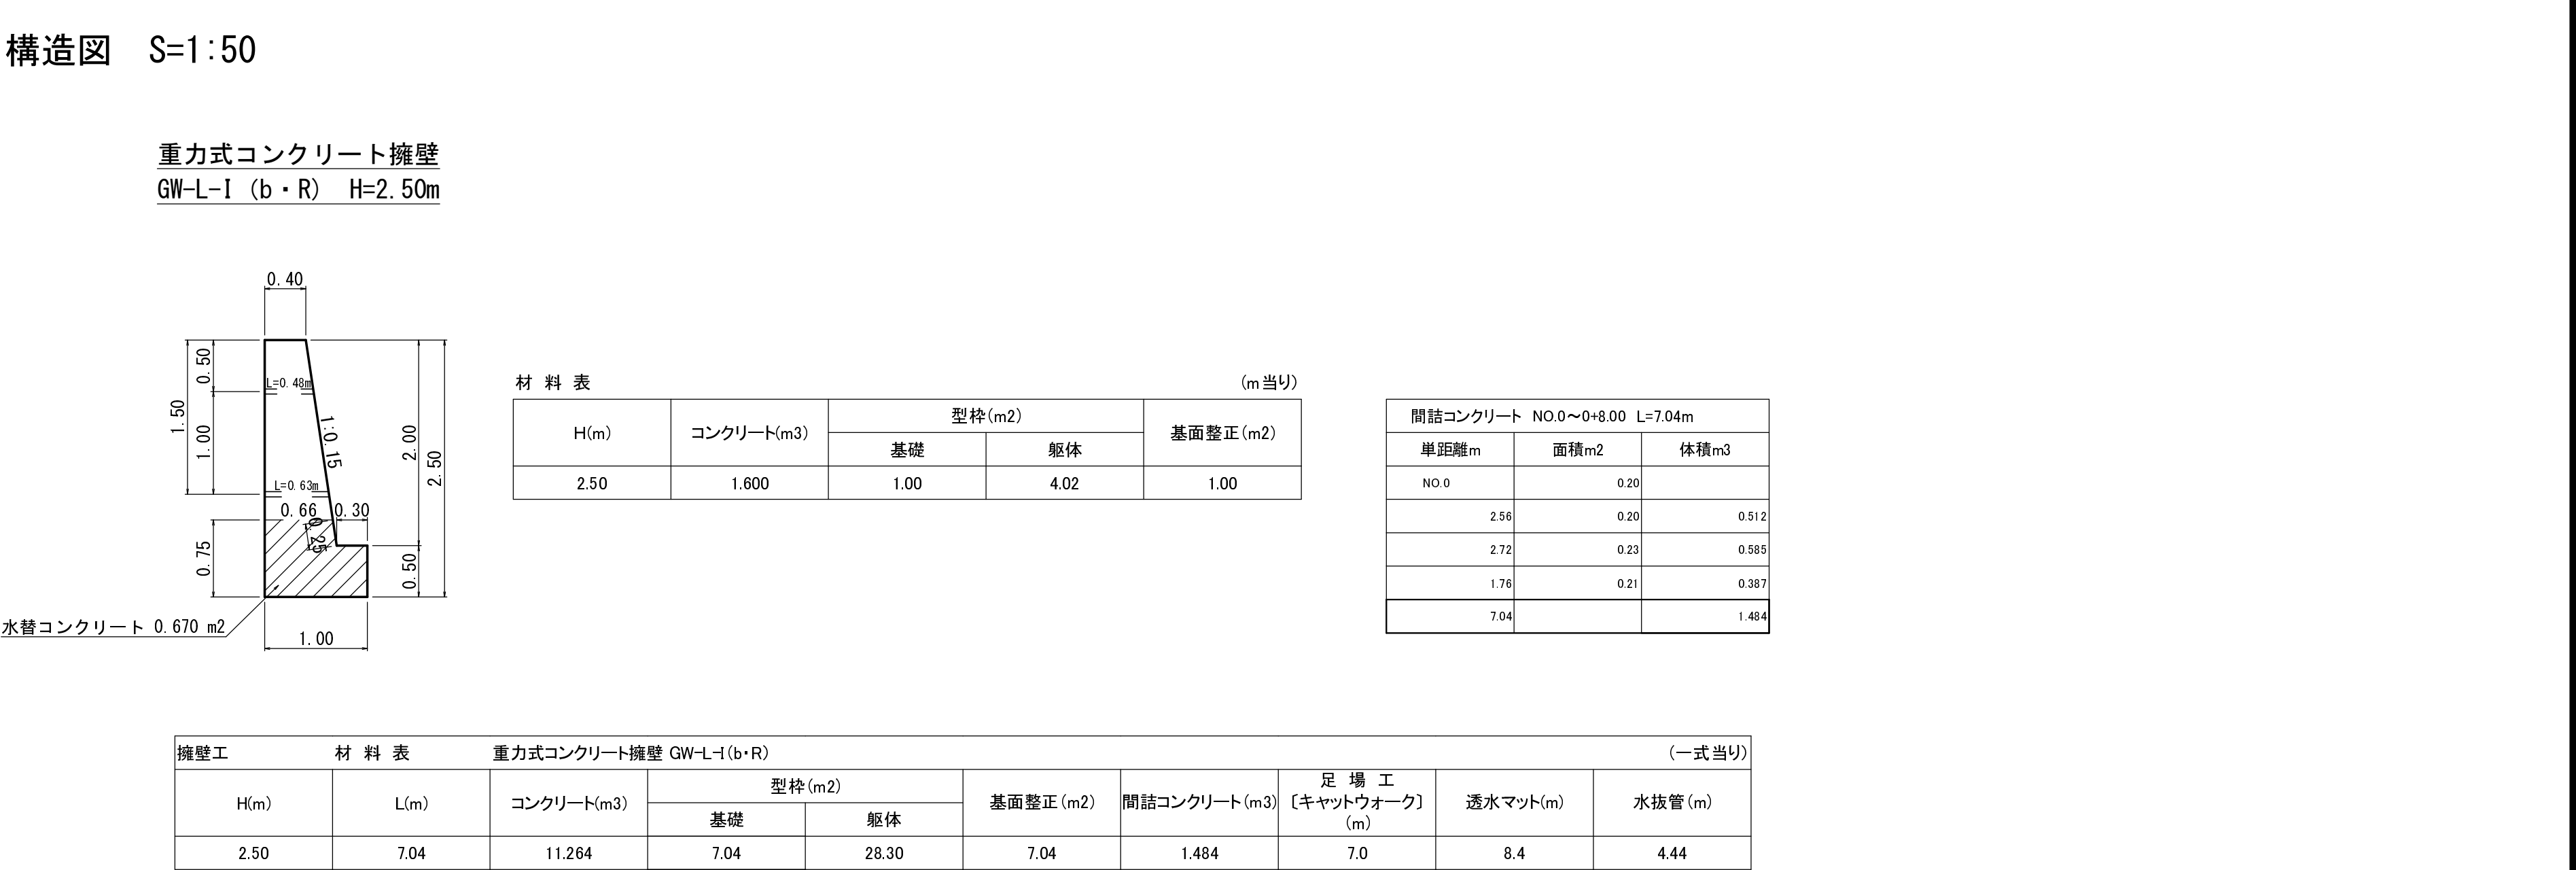 構造図　S=1:50
重力式コンクリート擁壁
GW-L-I (b・R)　H=2.50m
0.40
0.50
L=0.48m
1.50
1.00
1:0.15
2.00
2.50
L=0.63m
0.66
0.30
0.25
0.75
0.50
水替コンクリート 0.670 m2
1.00
材 料 表 (m当り)
H(m) コンクリート(m3) 型枠(m2) 基面整正(m2)
基礎 躯体
2.50 1.600 1.00 4.02 1.00
間詰コンクリート NO.0～0+8.00 L=7.04m
単距離m 面積m2 体積m3
NO.0 0.20
2.56 0.20 0.512
2.72 0.23 0.585
1.76 0.21 0.387
7.04 1.484
擁壁工 材 料 表 重力式コンクリート擁壁 GW-L-I(b・R) (一式当り)
H(m) L(m) コンクリート(m3) 型枠(m2) 基面整正(m2) 間詰コンクリート(m3) 足 場 工 〔キャットウォーク〕 (m) 透水マット(m) 水抜管(m)
基礎 躯体
2.50 7.04 11.264 7.04 28.30 7.04 1.484 7.0 8.4 4.44